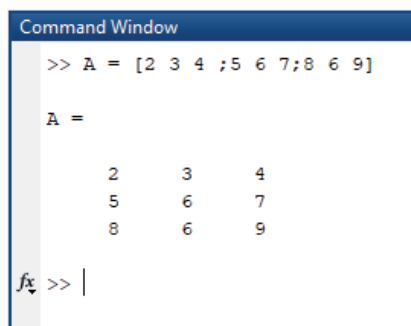 Command Window
>> A = [2 3 4 ;5 6 7;8 6 9]
A =
2 3 4
5 6 7
8 6 9
fx >>